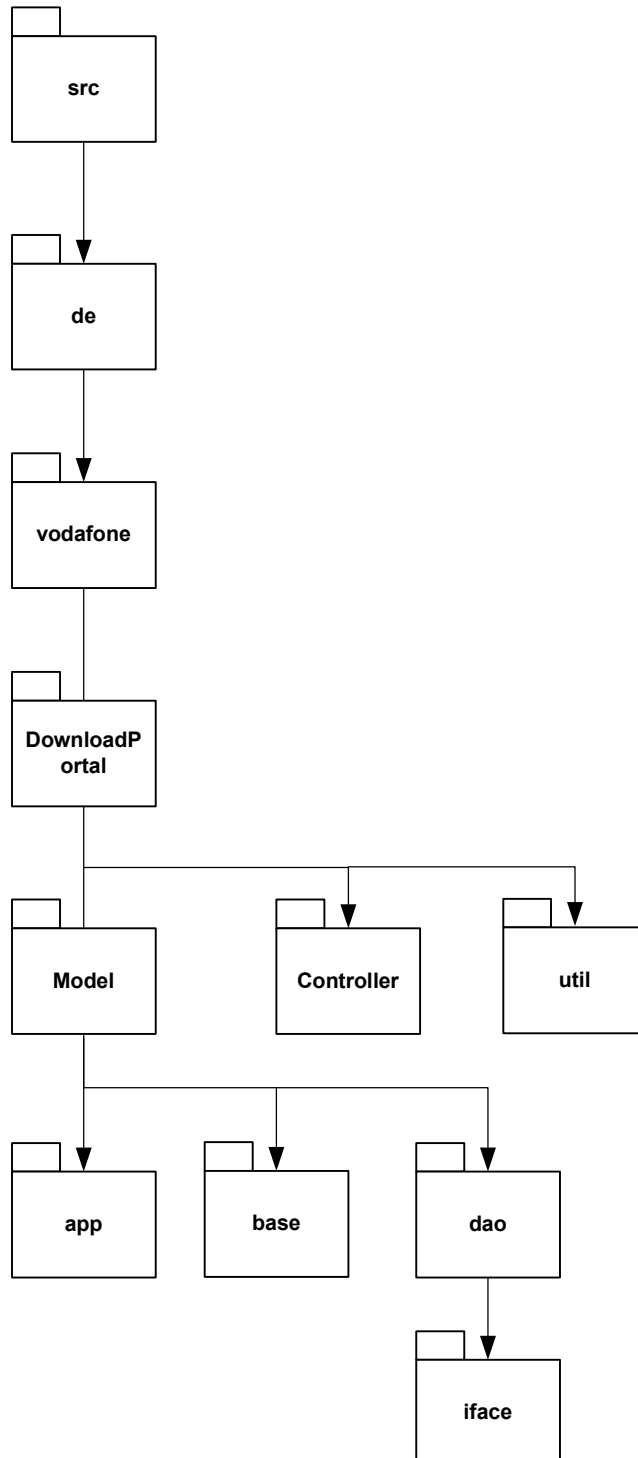 src
de
vodafone
DownloadP
ortal
Model
Controller
util
app
base
dao
iface